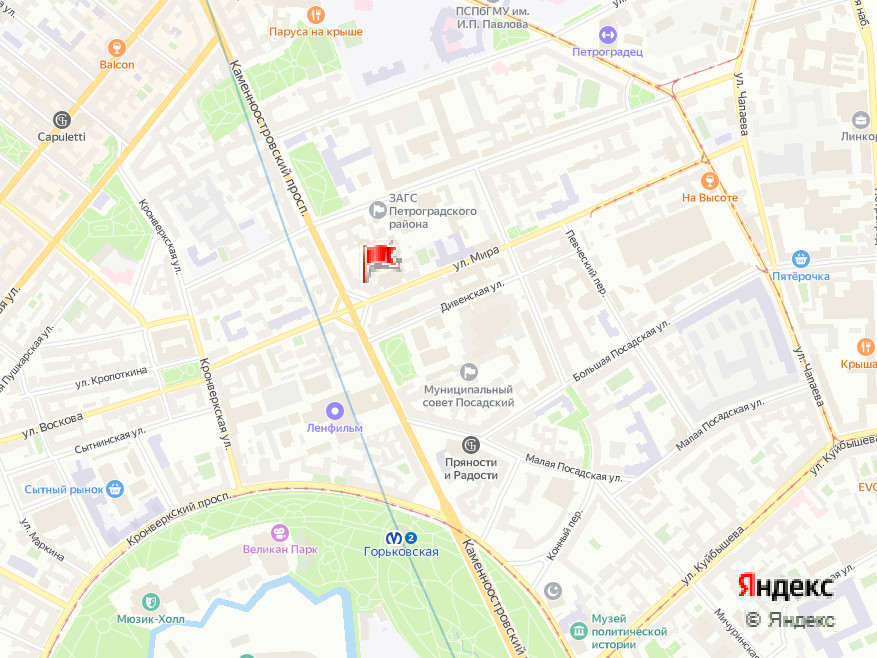 ПСПбГМУ им.
И.П. Павлова
Паруса на крыше
Петроградец
наб.
Balcon
ул. Чапаева
Capuletti
Каменноостровский просп.
Линкор
ЗАГС
Петроградского
района
На Высоте
Кронверкская ул.
ул. Мира
Певческий пер.
Пятёрочка
Дивенская ул.
Пушкарская ул.
Большая Посадская ул.
Крыша
ул. Чапаева
ул. Кропоткина
Кронверкская ул.
Муниципальный
совет Посадский
ул. Воскова
Ленфильм
Малая Посадская ул.
Сытнинская ул.
Пряности
и Радости
Малая Посадская ул.
ул. Куйбышева
Сытный рынок
EVO
Кронверкский просп.
ул. Маркина
Великан Парк
2
Горьковская
Конный пер.
ул. Куйбышева
Каменноостровский
Яндекс
© Яндекс
Мюзик-Холл
Музей
политической
истории
Мичуринская